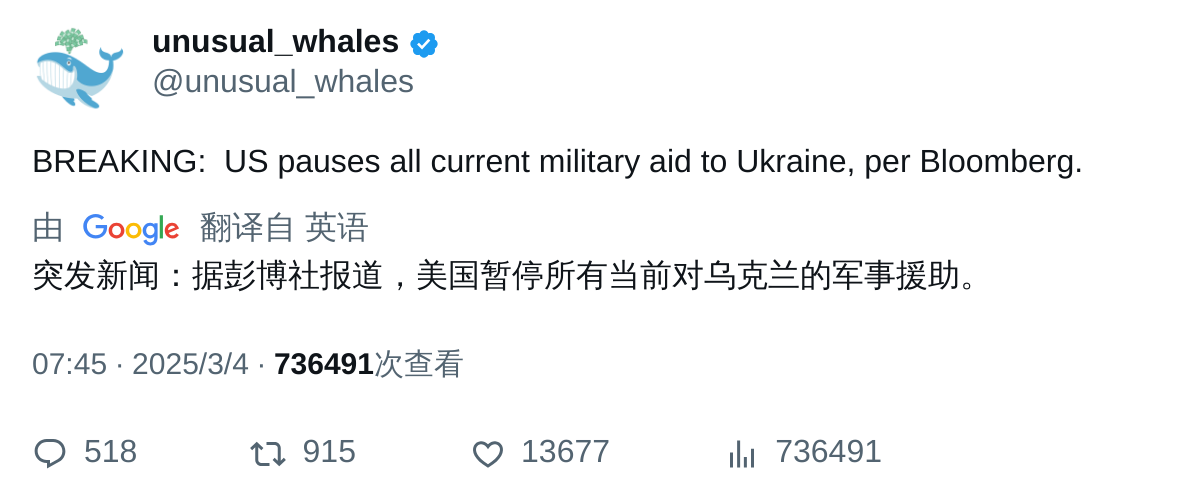 unusual_whales
@unusual_whales
BREAKING:  US pauses all current military aid to Ukraine, per Bloomberg.
由 Google 翻译自 英语
突发新闻：据彭博社报道，美国暂停所有当前对乌克兰的军事援助。
07:45 · 2025/3/4 · 736491次查看
518 915 13677 736491